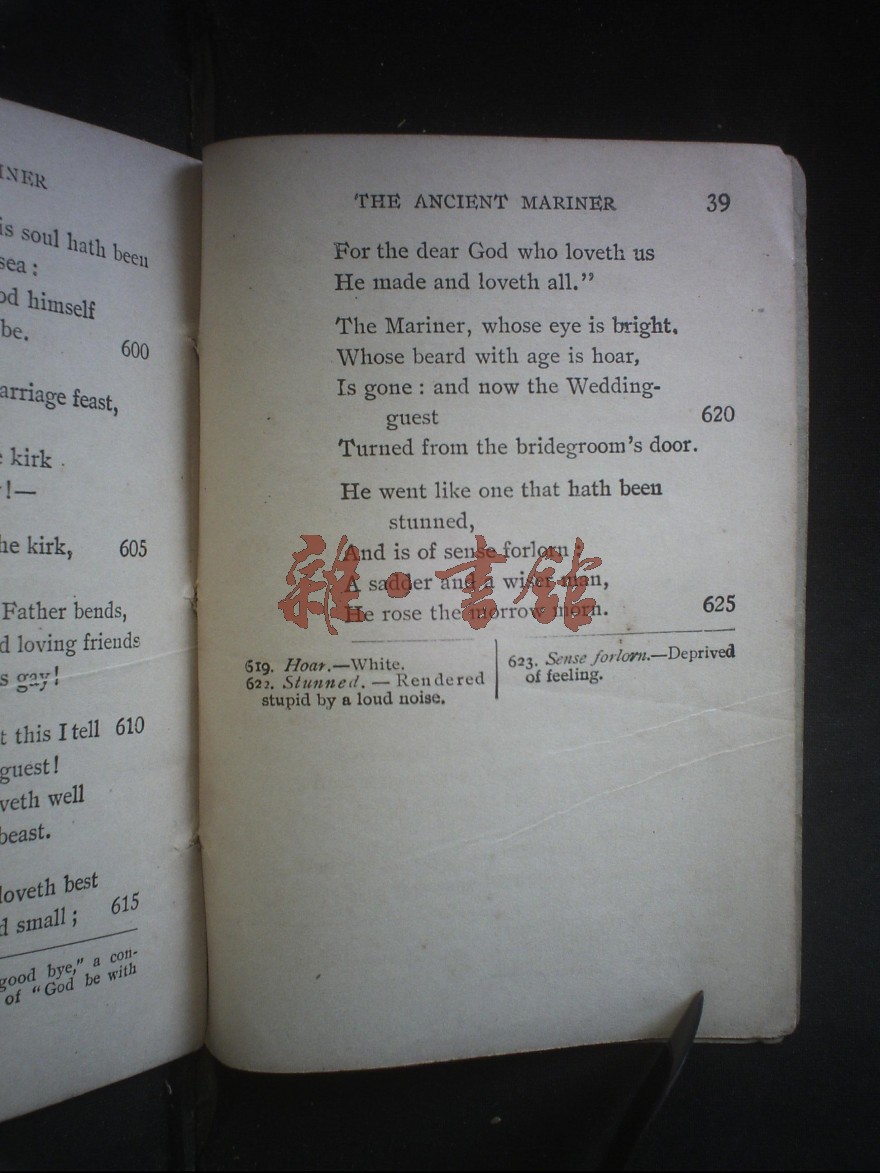 INER
is soul hath been
sea :
od himself
be.
600
arriage feast,
kirk
! —
he kirk, 605
Father bends,
d loving friends
s gay!
t this I tell 610
guest!
veth well
beast.
loveth best
d small ; 615
good bye," a con-
of "God be with
THE ANCIENT MARINER 39
For the dear God who loveth us
He made and loveth all."
The Mariner, whose eye is bright.
Whose beard with age is hoar,
Is gone : and now the Wedding-
guest 620
Turned from the bridegroom's door.
He went like one that hath been
stunned,
And is of sense forlorn ;
A sadder and a wiser man,
He rose the morrow morn. 625
雜·書館
619. Hoar.—White.
622. Stunned. — Rendered
stupid by a loud noise.
623. Sense forlorn.—Deprived
of feeling.